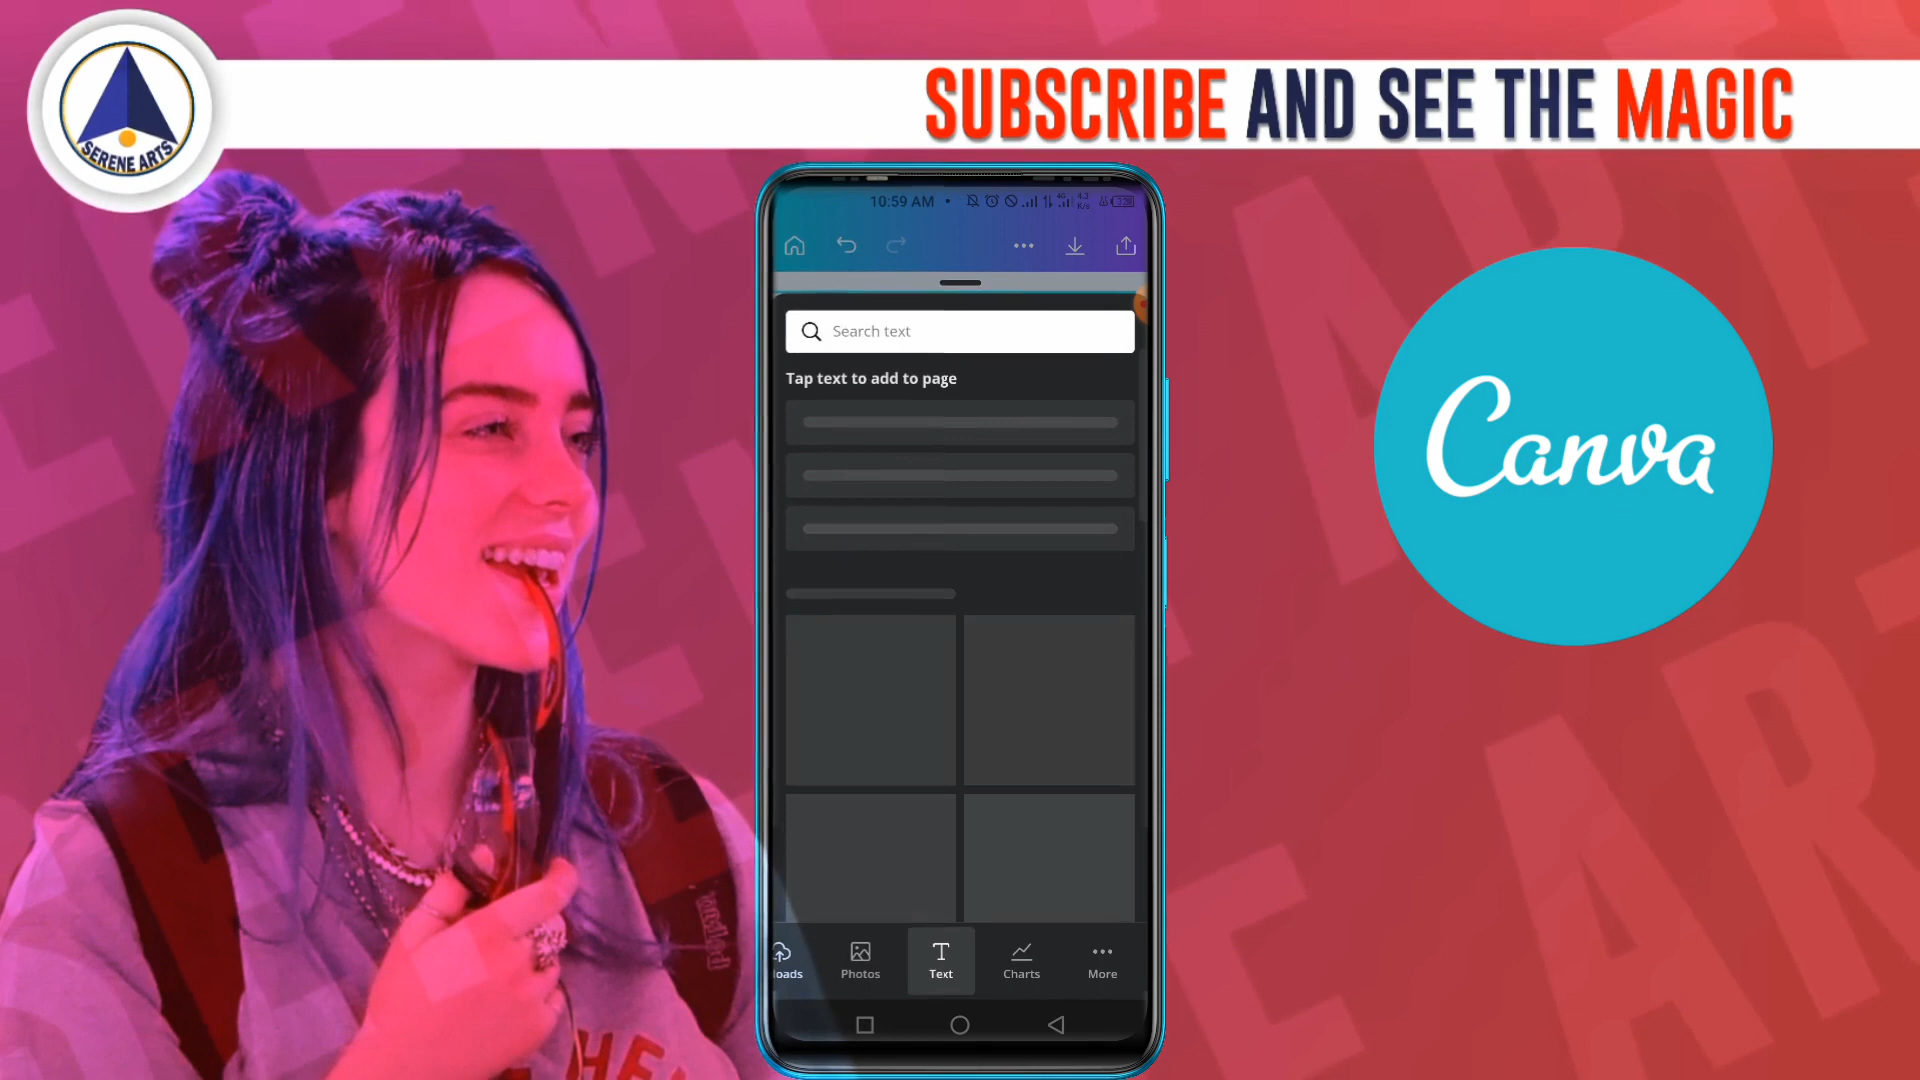 SUBSCRIBE AND SEE THE MAGIC
SERENE ARTS
10:59 AM
Search text
Tap text to add to page
Canva
loads
Photos
Text
Charts
More